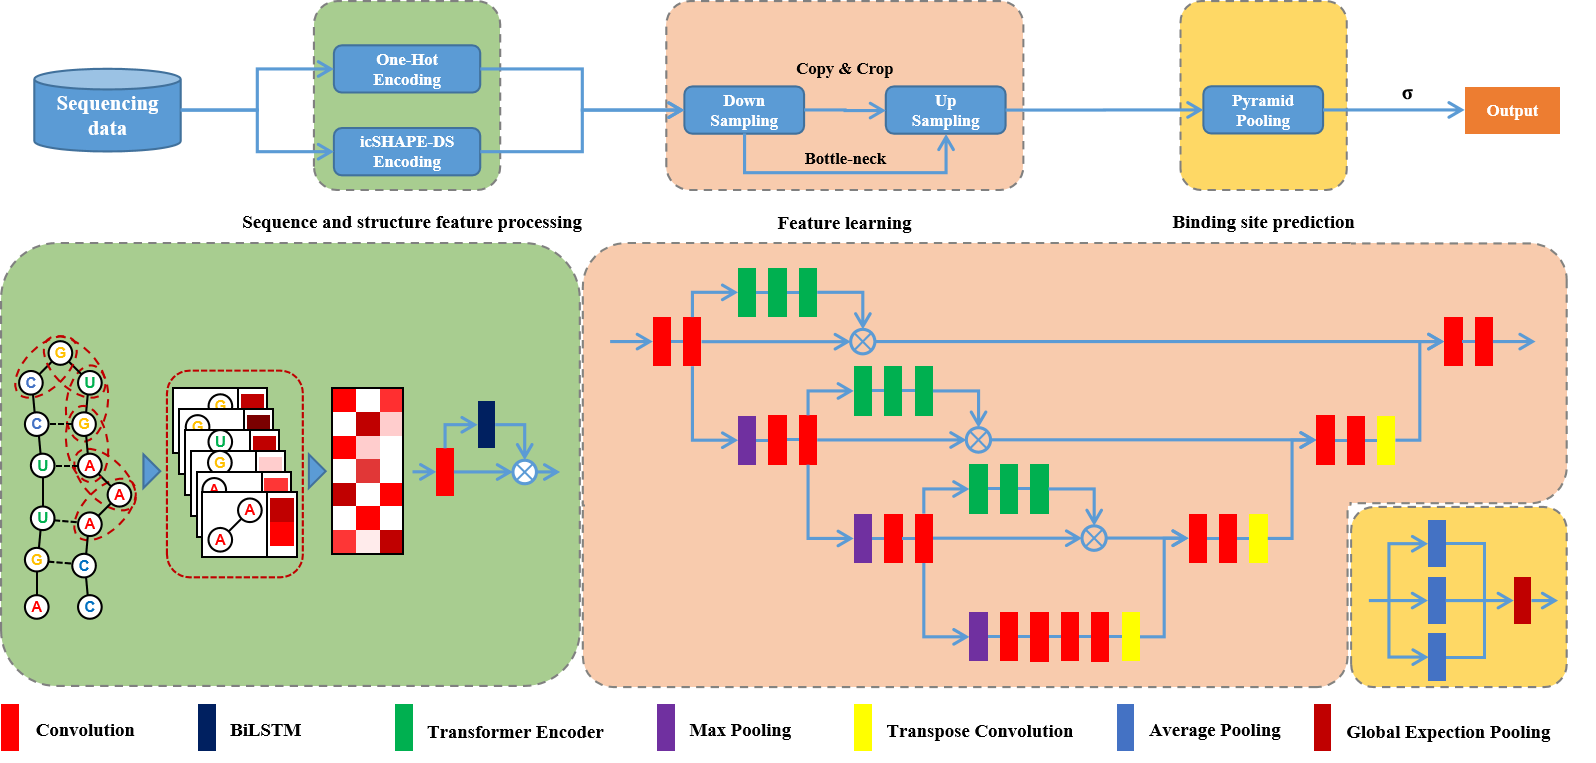 One-Hot
Encoding
Copy & Crop
Sequencing
data
Down
Sampling
Up
Sampling
Pyramid
Pooling
σ
Output
icSHAPE-DS
Encoding
Bottle-neck
Sequence and structure feature processing
Feature learning
Binding site prediction
G
C
U
C
G
U
A
A
U
A
G
C
A
C
G
G
U
G
A
A
A
Convolution
BiLSTM
Transformer Encoder
Max Pooling
Transpose Convolution
Average Pooling
Global Expection Pooling